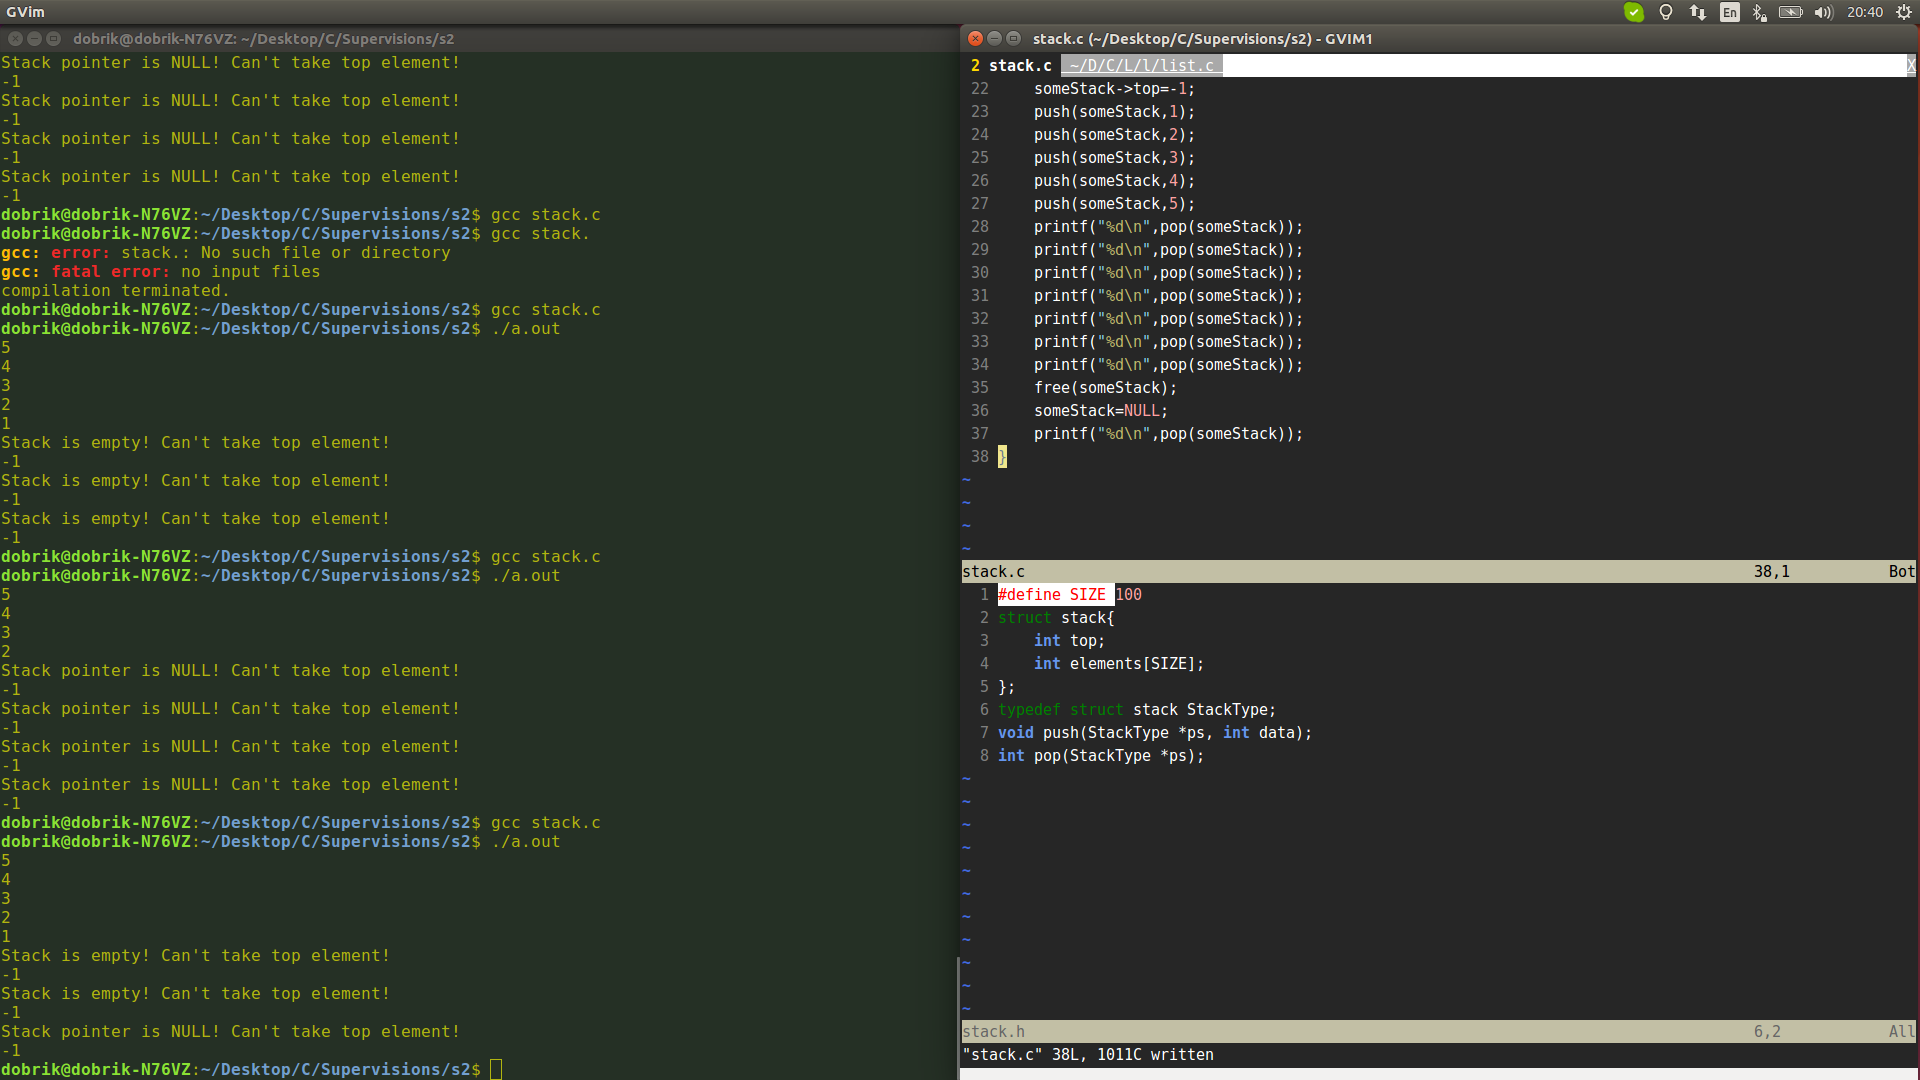 GVim
En
20:40
dobrik@dobrik-N76VZ: ~/Desktop/C/Supervisions/s2
Stack pointer is NULL! Can't take top element!
-1
Stack pointer is NULL! Can't take top element!
-1
Stack pointer is NULL! Can't take top element!
-1
Stack pointer is NULL! Can't take top element!
-1
dobrik@dobrik-N76VZ:~/Desktop/C/Supervisions/s2$ gcc stack.c
dobrik@dobrik-N76VZ:~/Desktop/C/Supervisions/s2$ gcc stack.
gcc: error: stack.: No such file or directory
gcc: fatal error: no input files
compilation terminated.
dobrik@dobrik-N76VZ:~/Desktop/C/Supervisions/s2$ gcc stack.c
dobrik@dobrik-N76VZ:~/Desktop/C/Supervisions/s2$ ./a.out
5
4
3
2
1
Stack is empty! Can't take top element!
-1
Stack is empty! Can't take top element!
-1
Stack is empty! Can't take top element!
-1
dobrik@dobrik-N76VZ:~/Desktop/C/Supervisions/s2$ gcc stack.c
dobrik@dobrik-N76VZ:~/Desktop/C/Supervisions/s2$ ./a.out
5
4
3
2
Stack pointer is NULL! Can't take top element!
-1
Stack pointer is NULL! Can't take top element!
-1
Stack pointer is NULL! Can't take top element!
-1
Stack pointer is NULL! Can't take top element!
-1
dobrik@dobrik-N76VZ:~/Desktop/C/Supervisions/s2$ gcc stack.c
dobrik@dobrik-N76VZ:~/Desktop/C/Supervisions/s2$ ./a.out
5
4
3
2
1
Stack is empty! Can't take top element!
-1
Stack is empty! Can't take top element!
-1
Stack pointer is NULL! Can't take top element!
-1
dobrik@dobrik-N76VZ:~/Desktop/C/Supervisions/s2$
stack.c (~/Desktop/C/Supervisions/s2) - GVIM1
2 stack.c ~/D/C/L/l/list.c X
22 someStack->top=-1;
23 push(someStack,1);
24 push(someStack,2);
25 push(someStack,3);
26 push(someStack,4);
27 push(someStack,5);
28 printf("%d\n",pop(someStack));
29 printf("%d\n",pop(someStack));
30 printf("%d\n",pop(someStack));
31 printf("%d\n",pop(someStack));
32 printf("%d\n",pop(someStack));
33 printf("%d\n",pop(someStack));
34 printf("%d\n",pop(someStack));
35 free(someStack);
36 someStack=NULL;
37 printf("%d\n",pop(someStack));
38 }
~
~
~
~
stack.c 38,1 Bot
1 #define SIZE 100
2 struct stack{
3 int top;
4 int elements[SIZE];
5 };
6 typedef struct stack StackType;
7 void push(StackType *ps, int data);
8 int pop(StackType *ps);
~
~
~
~
~
~
~
~
~
~
~
stack.h 6,2 All
"stack.c" 38L, 1011C written